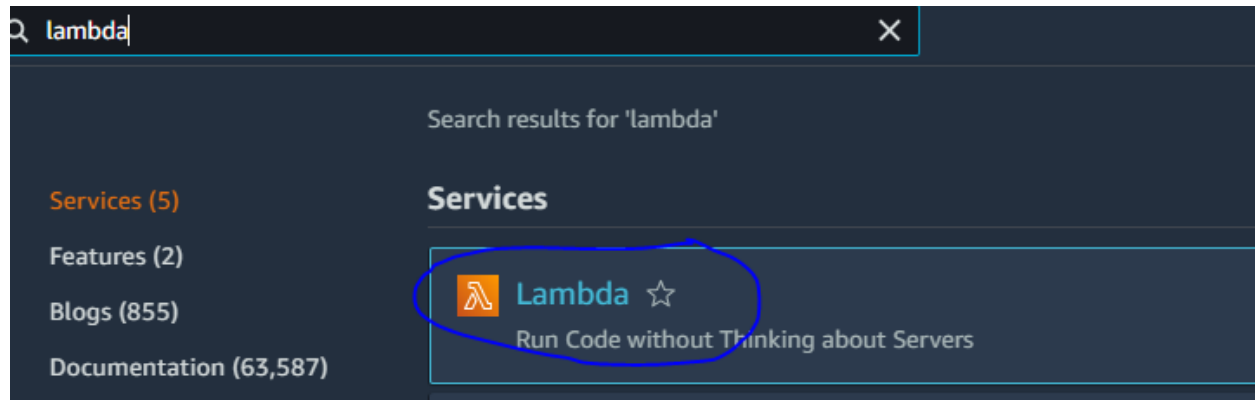 lambda
Search results for 'lambda'
Services (5)
Features (2)
Blogs (855)
Documentation (63,587)
Services
Lambda
Run Code without Thinking about Servers